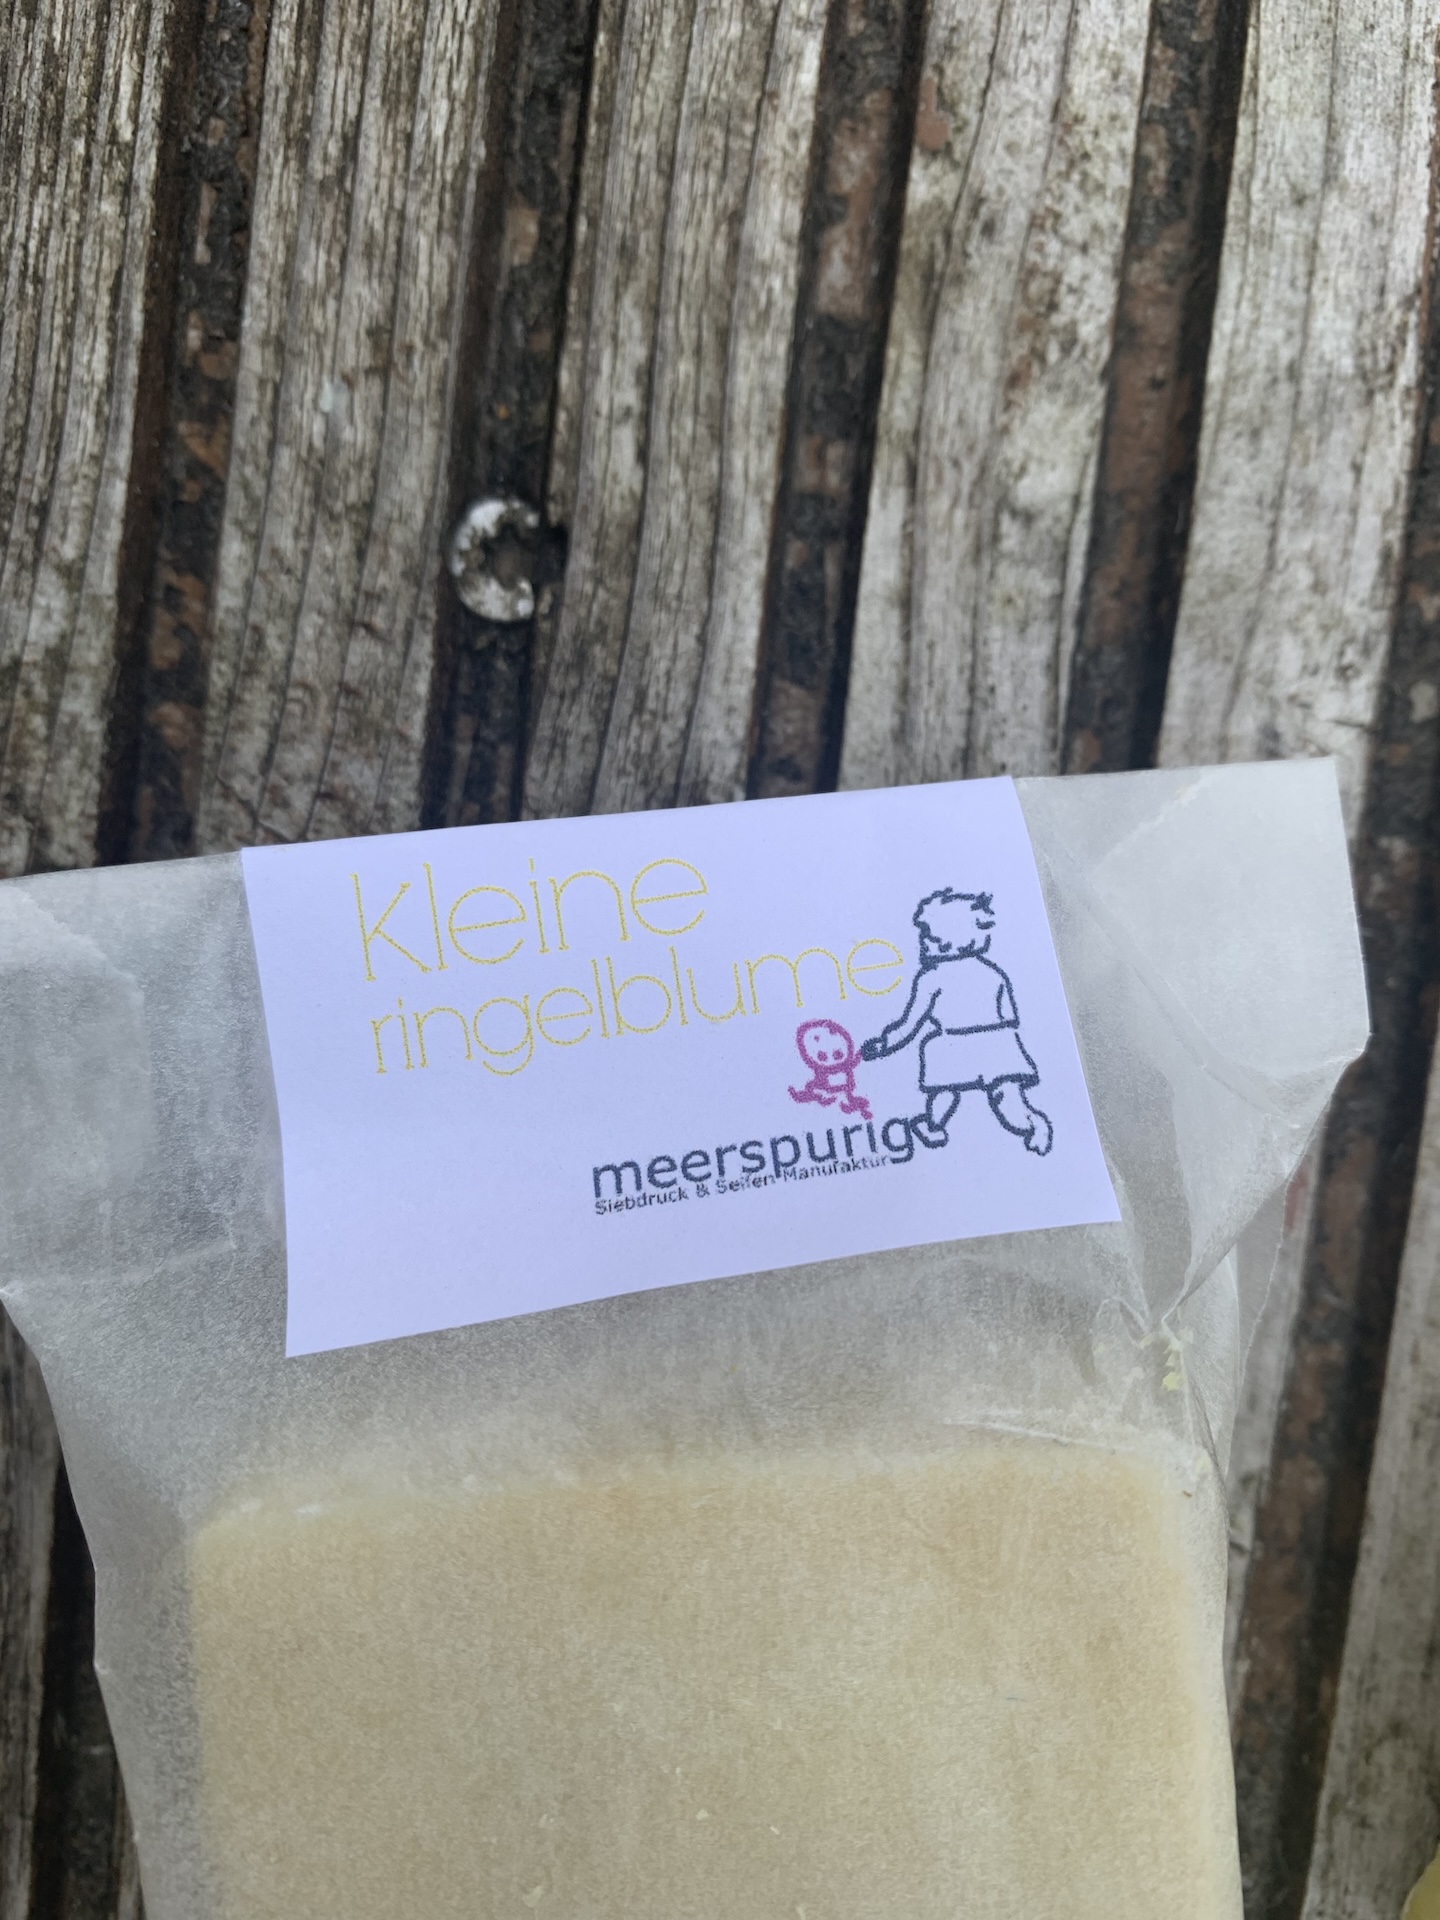 kleine
ringelblume
meerspurig
Siebdruck & Seifen-Manufaktur